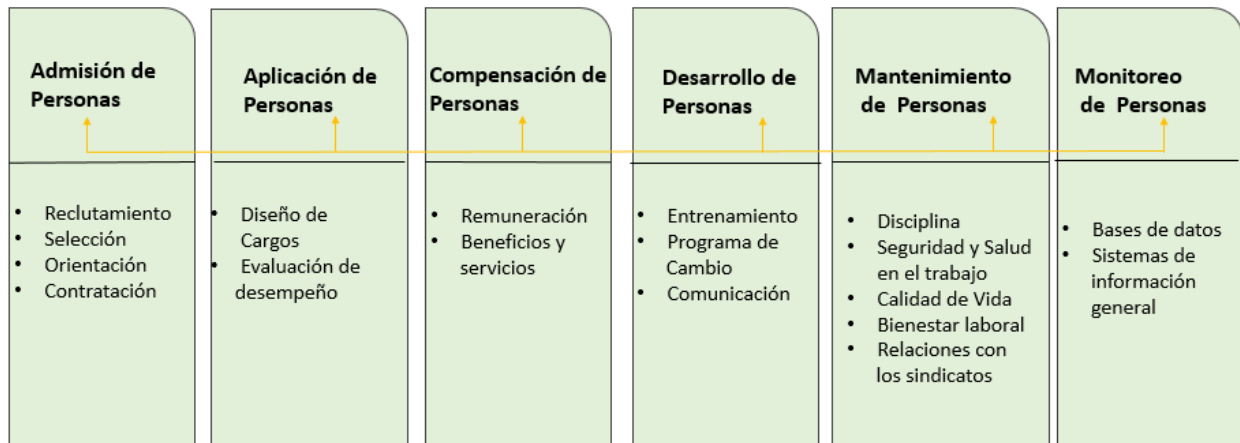 Admisión de
Personas
• Reclutamiento
• Selección
• Orientación
• Contratación
Aplicación de
Personas
• Diseño de
Cargos
• Evaluación de
desempeño
Compensación de
Personas
• Remuneración
• Beneficios y
servicios
Desarrollo de
Personas
• Entrenamiento
• Programa de
Cambio
• Comunicación
Mantenimiento
de Personas
• Disciplina
• Seguridad y Salud
en el trabajo
• Calidad de Vida
• Bienestar laboral
• Relaciones con
los sindicatos
Monitoreo
de Personas
• Bases de datos
• Sistemas de
información
general